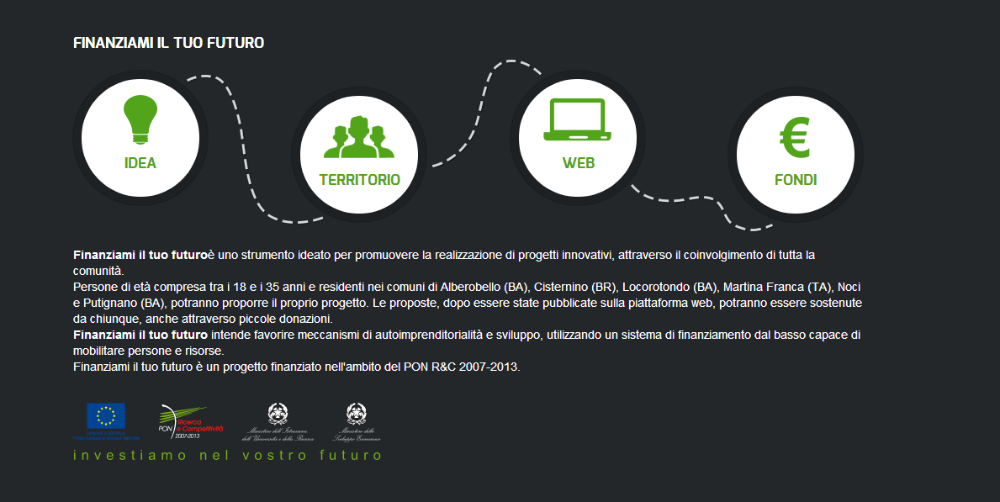 FINANZIAMI IL TUO FUTURO
IDEA
TERRITORIO
WEB
FONDI
Finanziami il tuo futuroè uno strumento ideato per promuovere la realizzazione di progetti innovativi, attraverso il coinvolgimento di tutta la
comunità.
Persone di età compresa tra i 18 e i 35 anni e residenti nei comuni di Alberobello (BA), Cisternino (BR), Locorotondo (BA), Martina Franca (TA), Noci
e Putignano (BA), potranno proporre il proprio progetto. Le proposte, dopo essere state pubblicate sulla piattaforma web, potranno essere sostenute
da chiunque, anche attraverso piccole donazioni.
Finanziami il tuo futuro intende favorire meccanismi di autoimprenditorialità e sviluppo, utilizzando un sistema di finanziamento dal basso capace di
mobilitare persone e risorse.
Finanziami il tuo futuro è un progetto finanziato nell'ambito del PON R&C 2007-2013.
PON Ricerca
e Competitività
2007-2013
Ministero dell'Istruzione,
dell'Università e della Ricerca
Ministero dello
Sviluppo Economico
investiamo nel vostro futuro